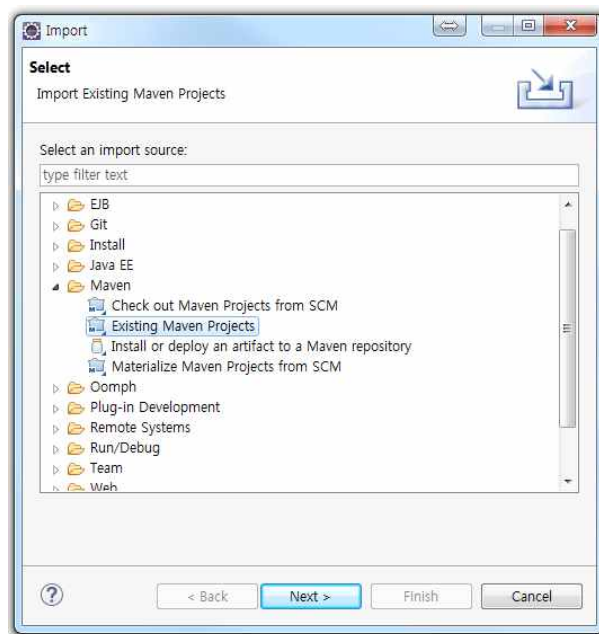 Import
Select
Import Existing Maven Projects
Select an import source:
type filter text
EJB
Git
Install
Java EE
Maven
Check out Maven Projects from SCM
Existing Maven Projects
Install or deploy an artifact to a Maven repository
Materialize Maven Projects from SCM
Oomph
Plug-in Development
Remote Systems
Run/Debug
Team
Web
< Back Next > Finish Cancel